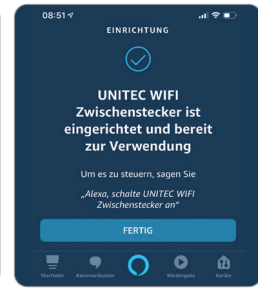 08:51
EINRICHTUNG
UNITEC WIFI
Zwischenstecker ist
eingerichtet und bereit
zur Verwendung
Um es zu steuern, sagen Sie
„Alexa, schalte UNITEC WIFI
Zwischenstecker an"
FERTIG
Startseite Kommunikation Wiedergabe Geräte